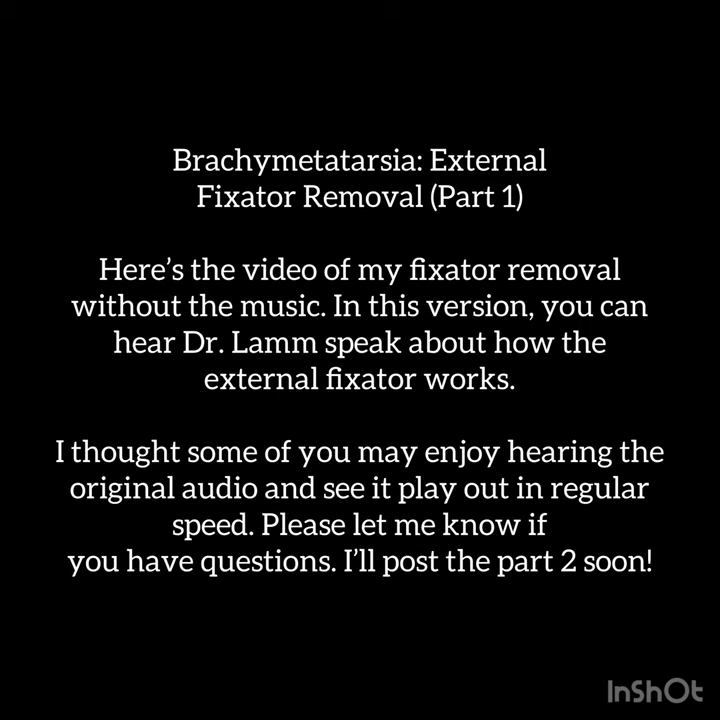 Brachymetatarsia: External
Fixator Removal (Part 1)
Here’s the video of my fixator removal
without the music. In this version, you can
hear Dr. Lamm speak about how the
external fixator works.
I thought some of you may enjoy hearing the
original audio and see it play out in regular
speed. Please let me know if
you have questions. I’ll post the part 2 soon!
InShOt